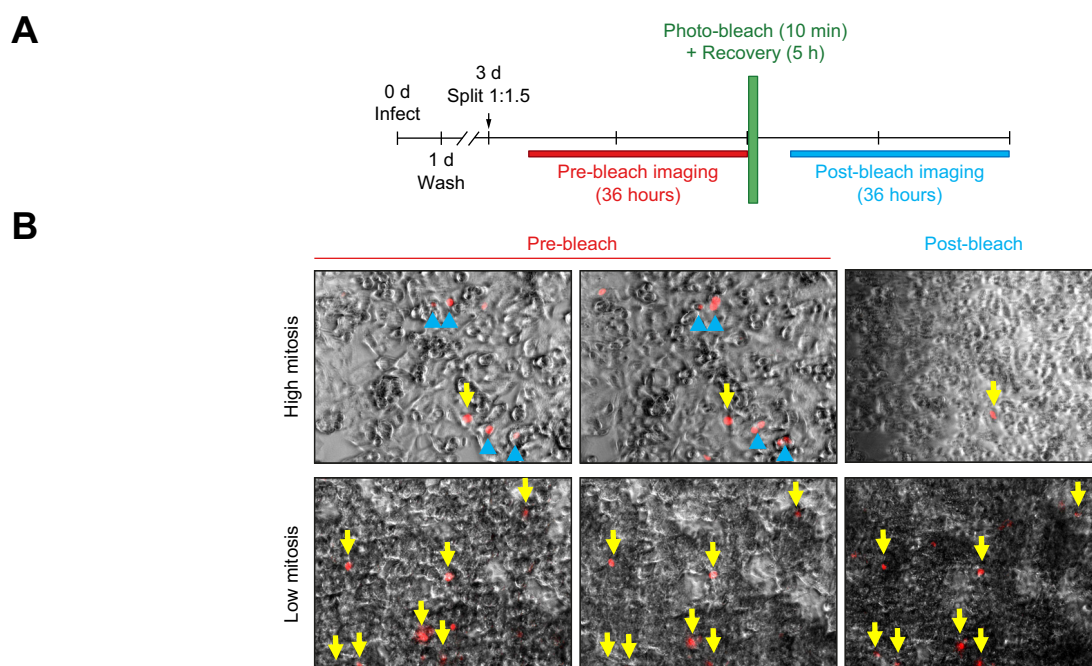 A
Photo-bleach (10 min)
+ Recovery (5 h)
3 d
Split 1:1.5
0 d
Infect
1 d
Wash
Pre-bleach imaging
(36 hours)
Post-bleach imaging
(36 hours)
B
Pre-bleach
Post-bleach
High mitosis
Low mitosis